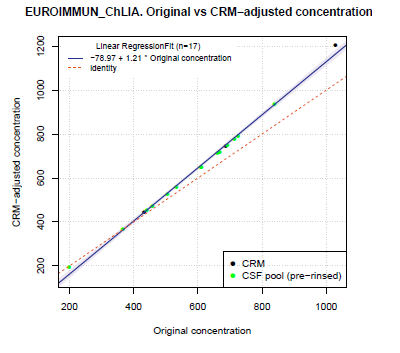 EUROIMMUN_ChLIA. Original vs CRM-adjusted concentration
Linear RegressionFit (n=17)
−78.97 + 1.21 * Original concentration
Identity
CRM−adjusted concentration
1200
1000
800
600
400
200
CRM
CSF pool (pre−rinsed)
200 400 600 800 1000
Original concentration